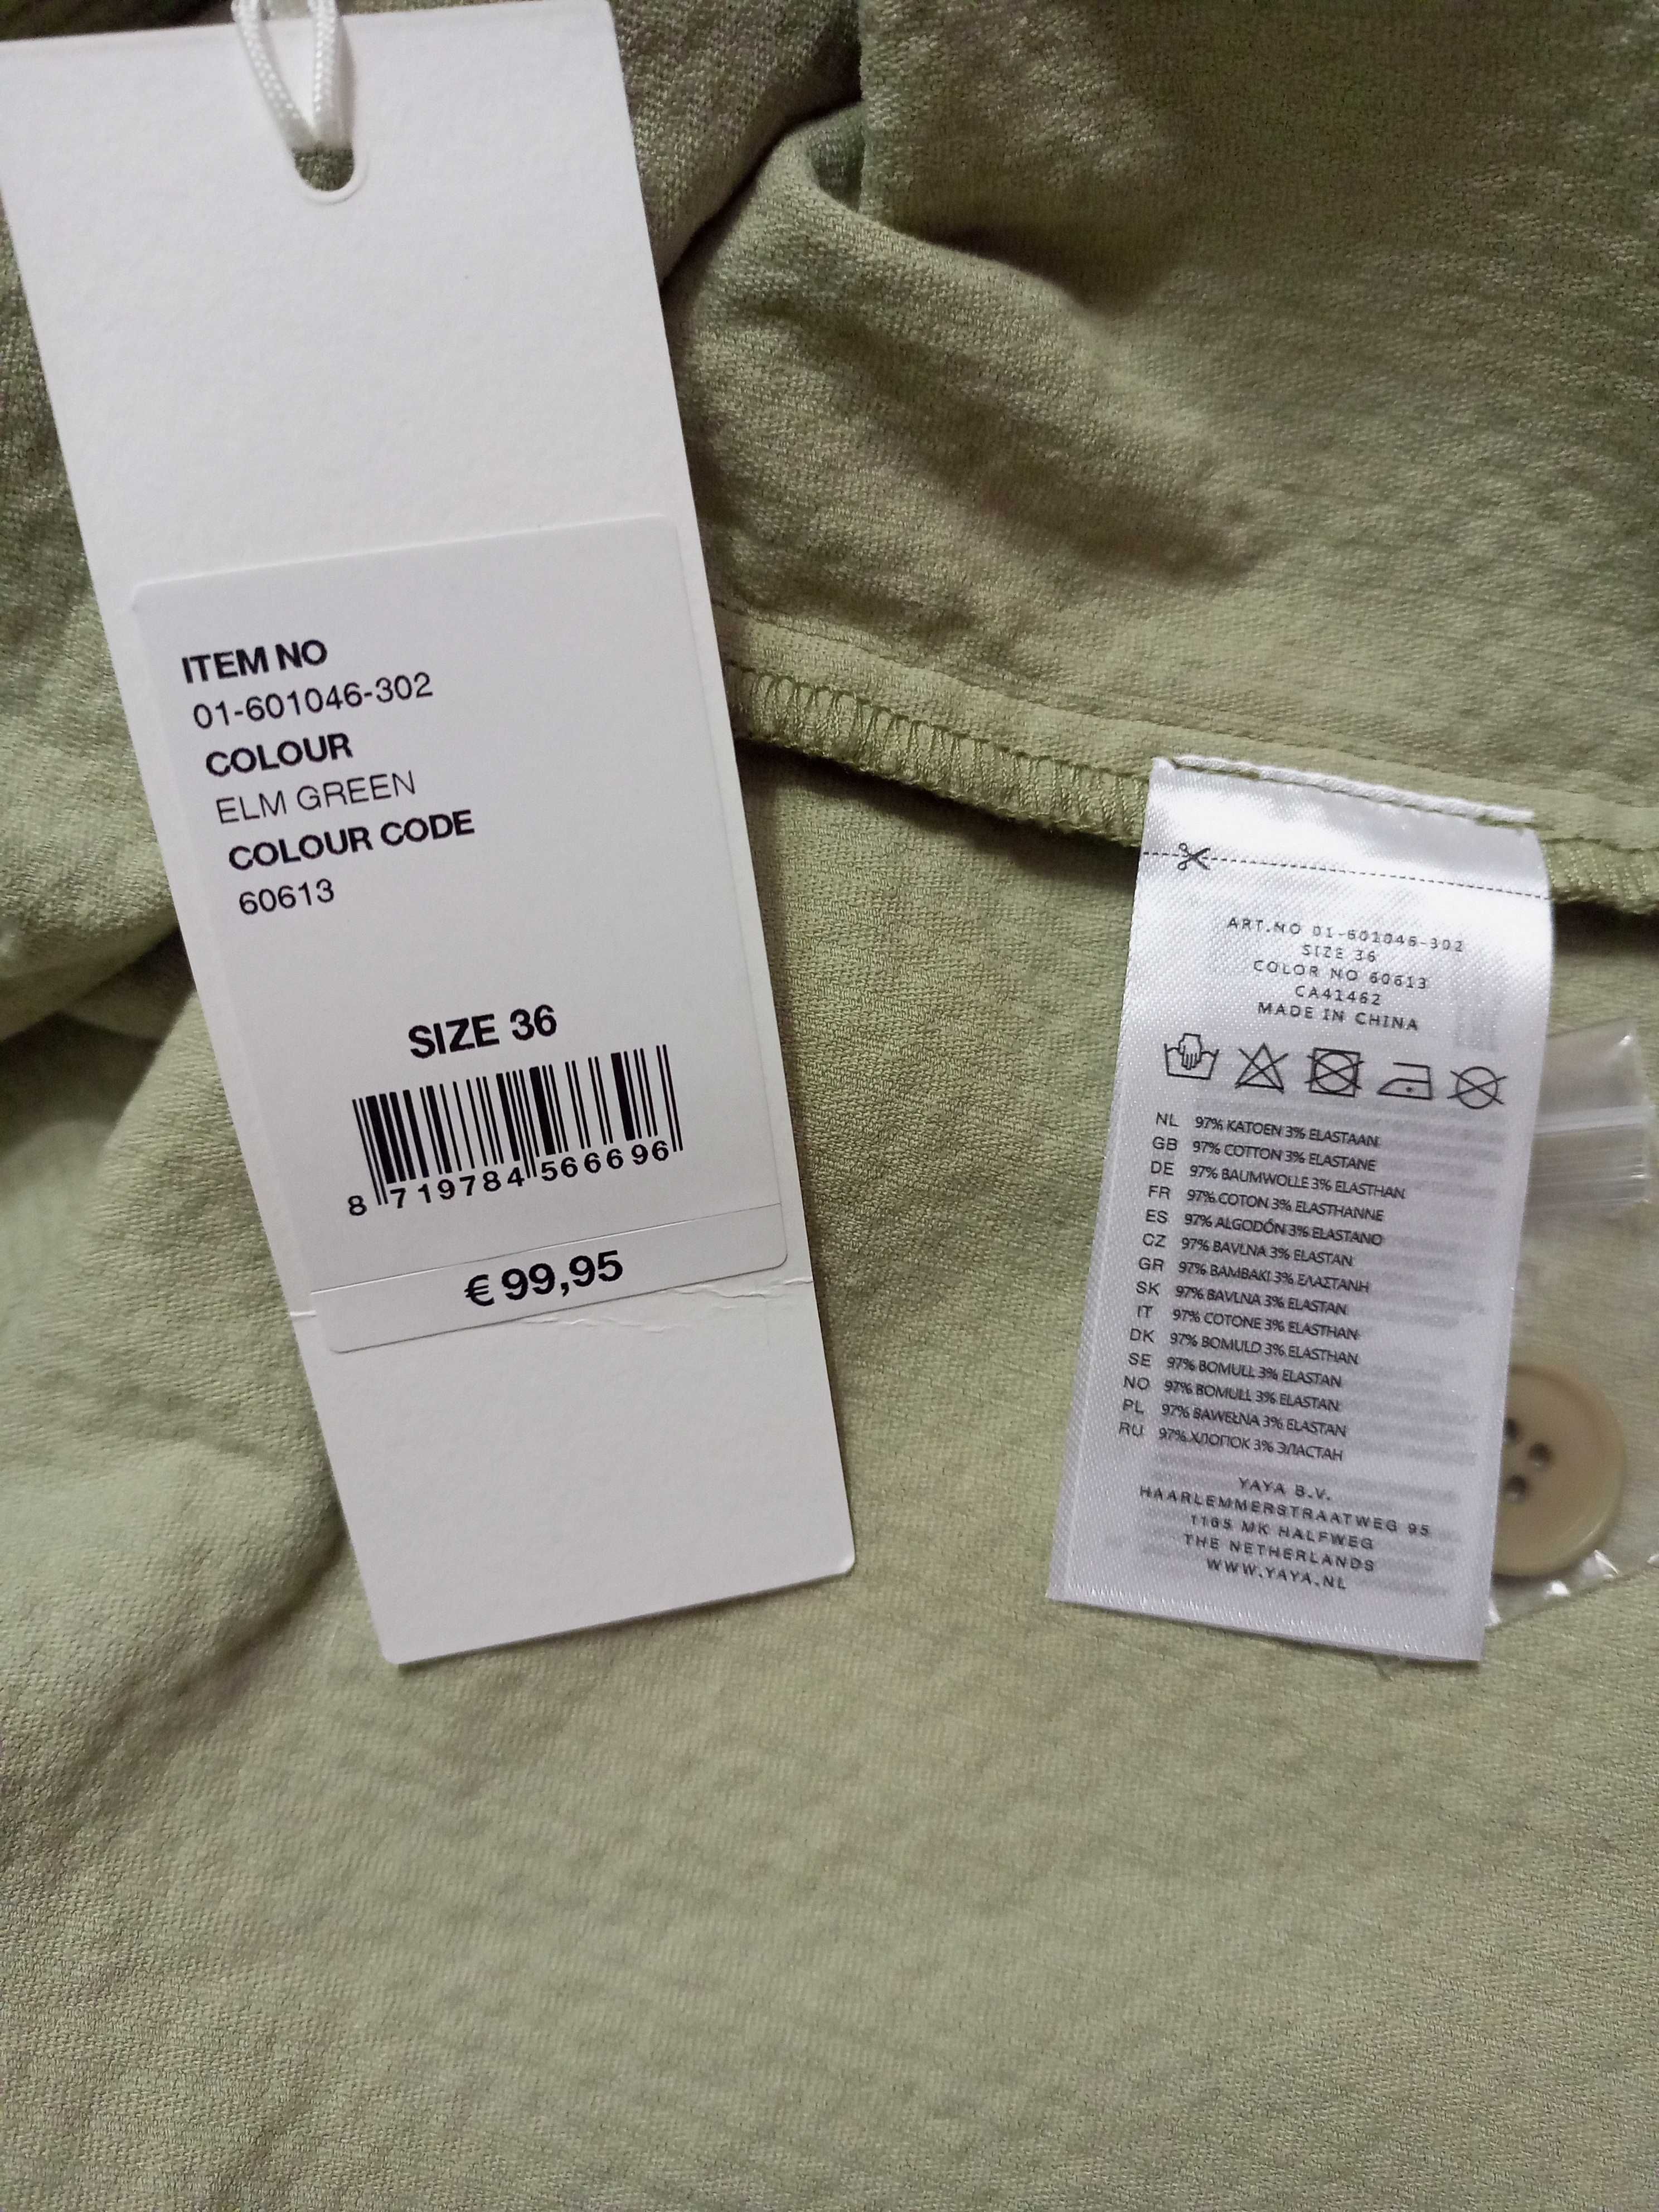 ITEM NO
01-601046-302
COLOUR
ELM GREEN
COLOUR CODE
60613
SIZE 36
8 719784 566696
€ 99,95
ART.NO 01-601046-302
SIZE 36
COLOR NO 60613
CA41462
MADE IN CHINA
NL 97% KATOEN 3% ELASTAAN
GB 97% COTTON 3% ELASTANE
DE 97% BAUMWOLLE 3% ELASTHAN
FR 97% COTON 3% ELASTHANNE
ES 97% ALGODÓN 3% ELASTANO
CZ 97% BAVLNA 3% ELASTAN
GR 97% ΒΑΜΒΑΚΙ 3% ΕΛΑΣΤΑΝΗ
SK 97% BAVLNA 3% ELASTAN
IT 97% COTONE 3% ELASTHAN
DK 97% BOMULD 3% ELASTHAN
SE 97% BOMULL 3% ELASTAN
NO 97% BOMULL 3% ELASTAN
PL 97% BAWEŁNA 3% ELASTAN
RU 97% ХЛОПОК 3% ЭЛАСТАН
YAYA B.V.
HAARLEMMERSTRAATWEG 95
1165 MK HALFWEG
THE NETHERLANDS
WWW.YAYA.NL